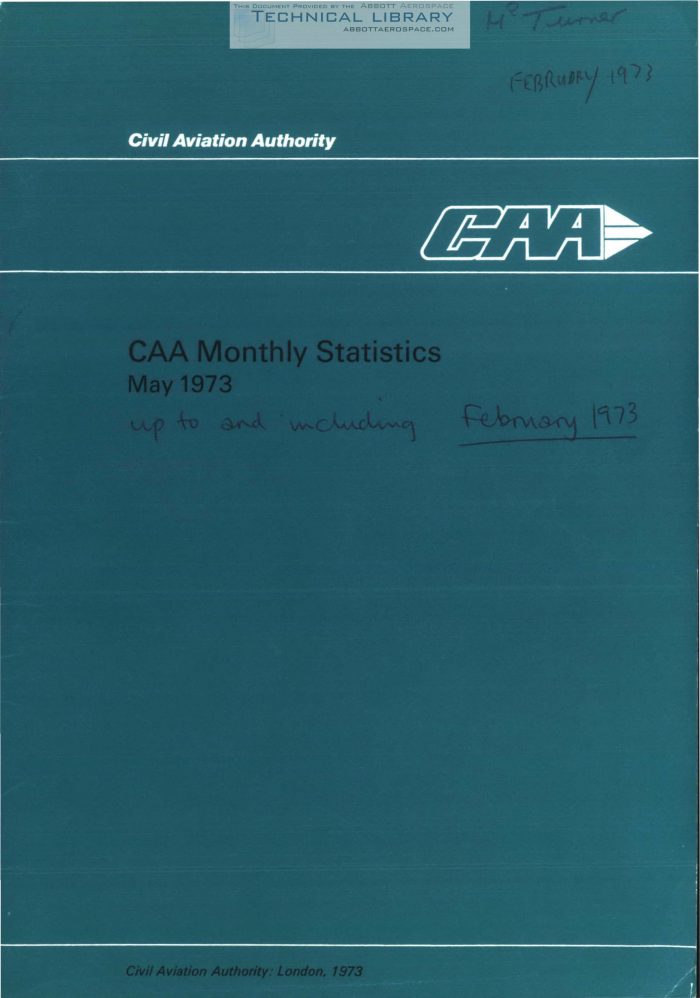 THIS DOCUMENT PROVIDED BY THE ABBOTT AEROSPACE
TECHNICAL LIBRARY
ABBOTTAEROSPACE.COM
Mr Turner
FEBRUARY 1973
Civil Aviation Authority
CAA
CAA Monthly Statistics
May 1973
up to and including February 1973
Civil Aviation Authority: London, 1973